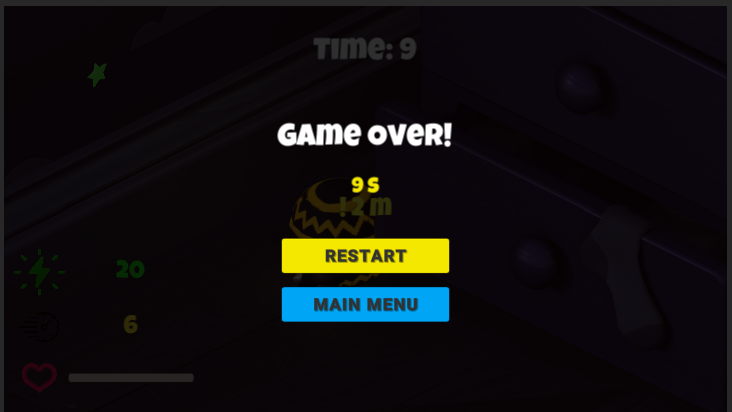 Time: 9
Game over!
9 s
12 m
RESTART
20
MAIN MENU
6